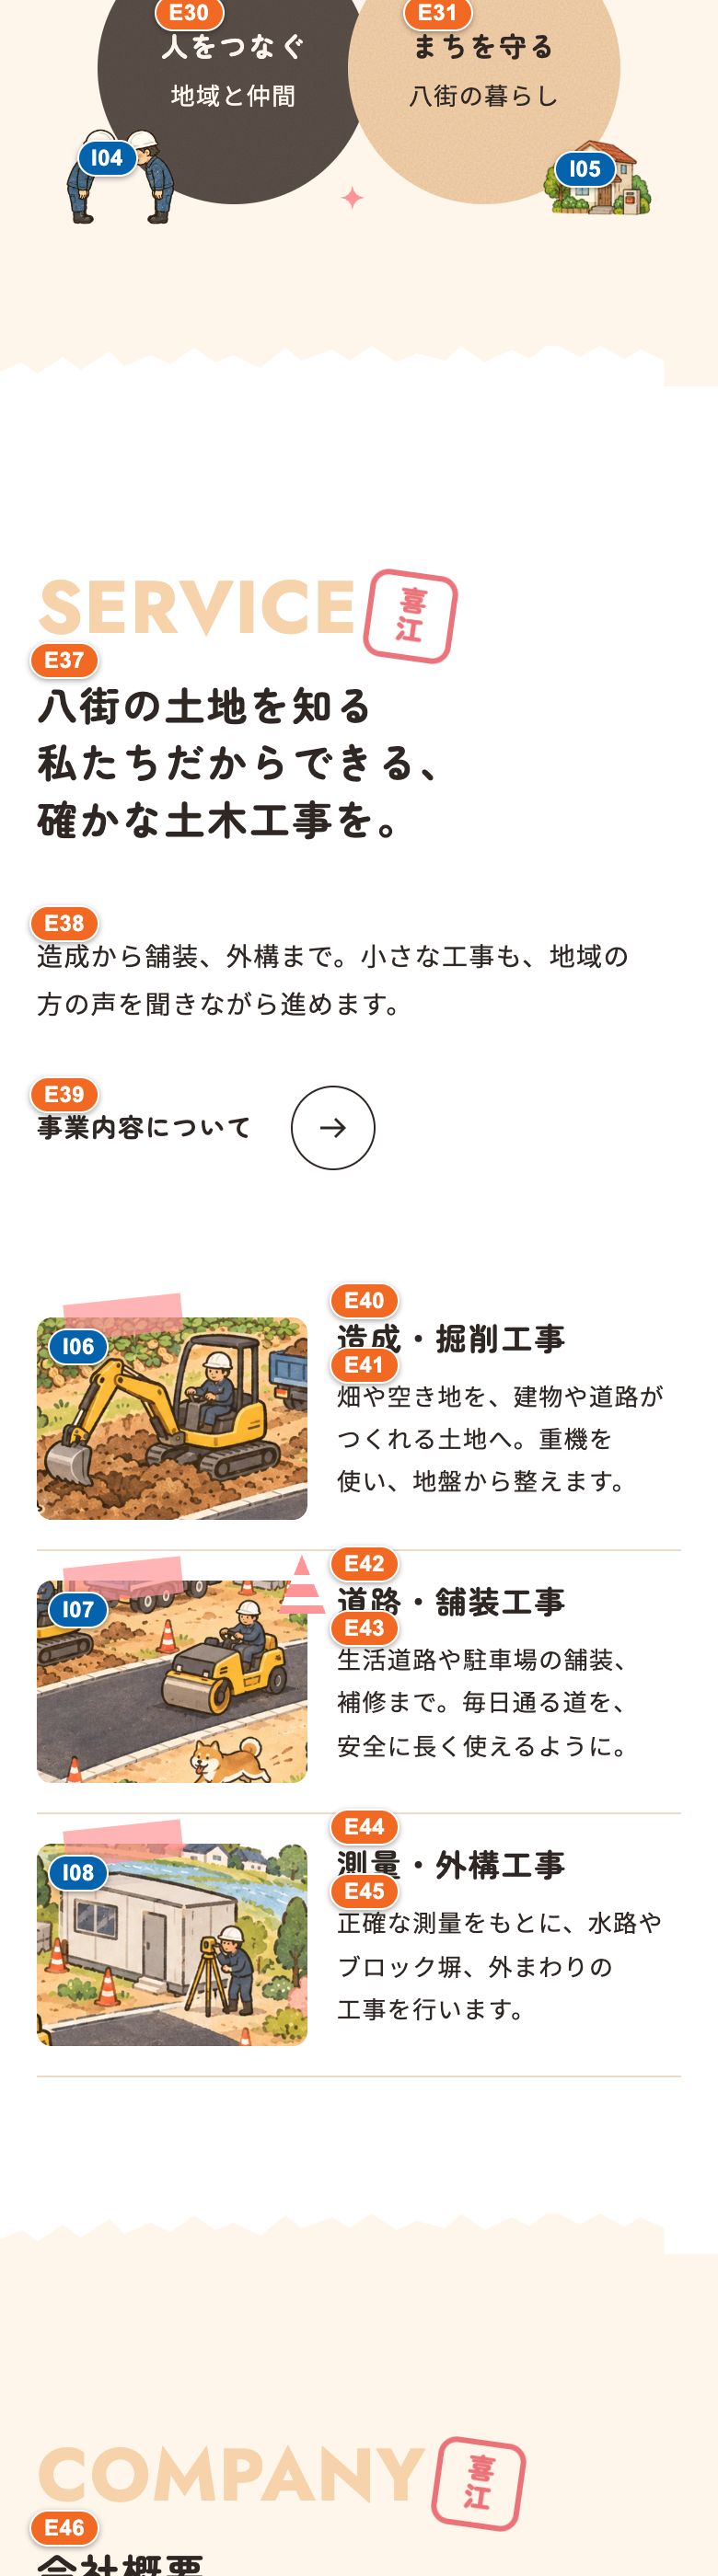 E30
E31
人をつなぐ
まちを守る
地域と仲間
八街の暮らし
I04
I05
SERVICE
喜江
E37
八街の土地を知る
私たちだからできる、
確かな土木工事を。
E38
造成から舗装、外構まで。小さな工事も、地域の
方の声を聞きながら進めます。
E39
事業内容について
→
I06
E40
造成・掘削工事
E41
畑や空き地を、建物や道路が
つくれる土地へ。重機を
使い、地盤から整えます。
I07
E42
道路・舗装工事
E43
生活道路や駐車場の舗装、
補修まで。毎日通る道を、
安全に長く使えるように。
I08
E44
測量・外構工事
E45
正確な測量をもとに、水路や
ブロック塀、外まわりの
工事を行います。
COMPANY
喜江
E46
会社概要